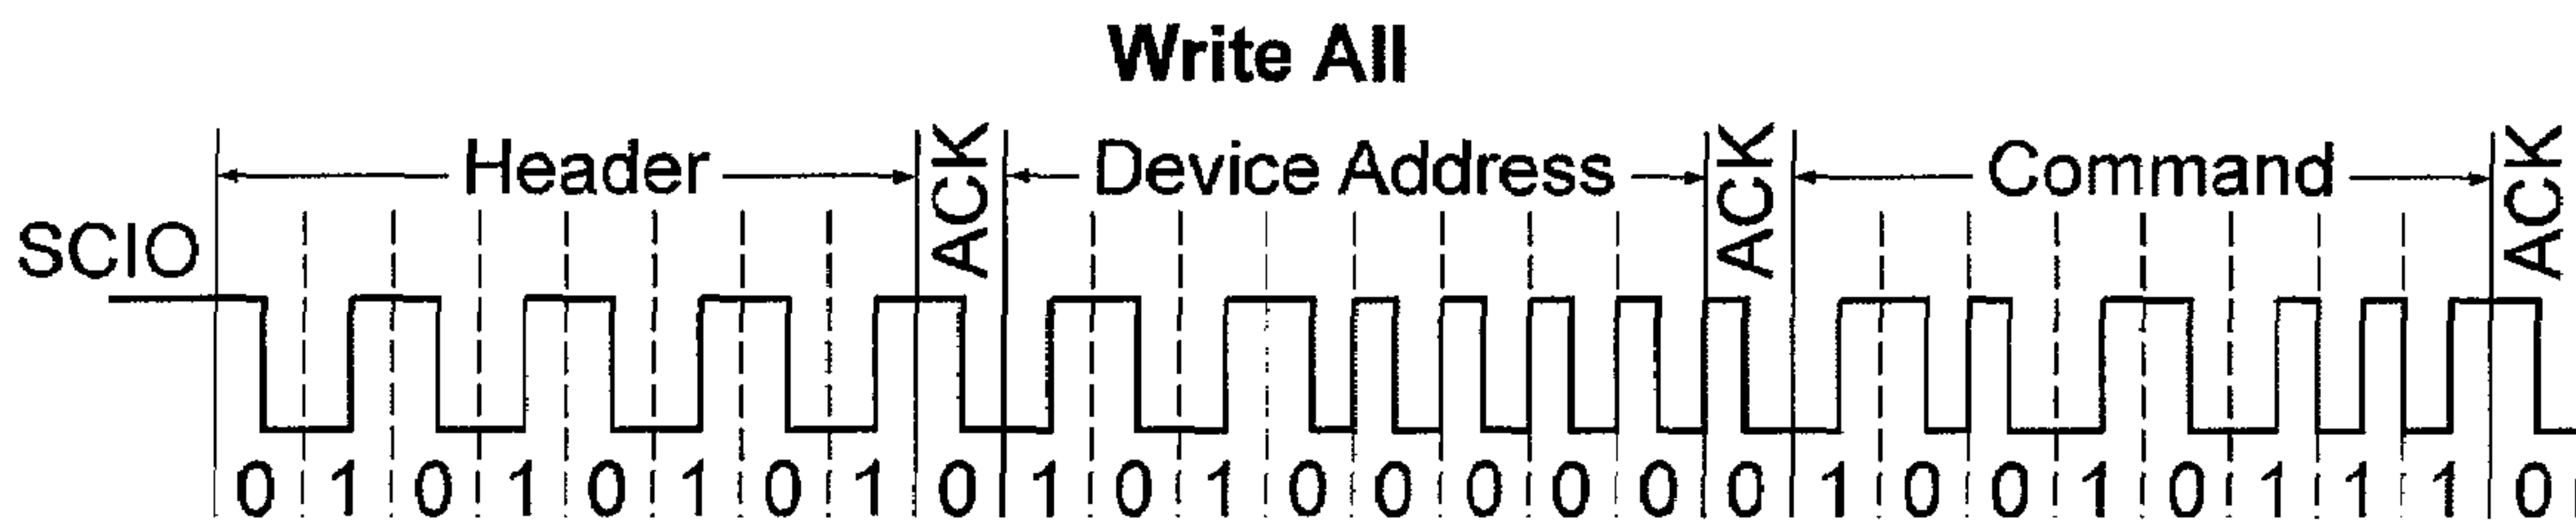 Write All
Header ACK Device Address ACK Command ACK
SCIO
0 1 0 1 0 1 0 1 0 1 0 1 0 0 0 0 0 0 1 0 0 1 0 1 1 1 0